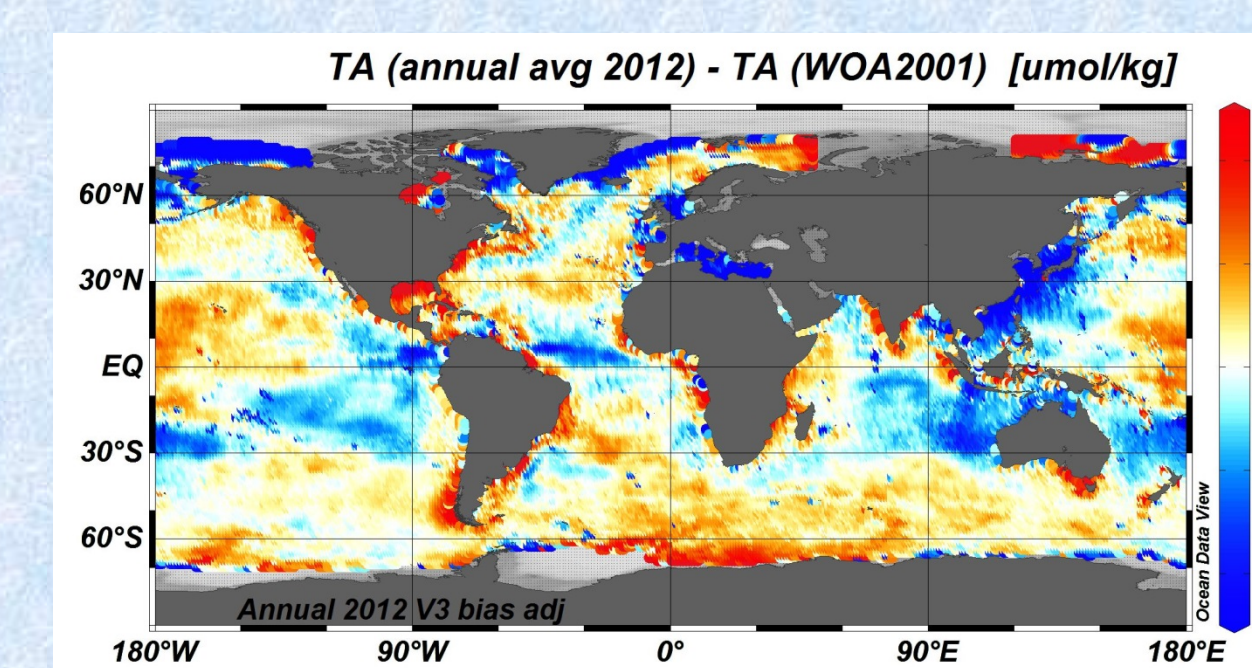 TA (annual avg 2012) - TA (WOA2001) [umol/kg]
60°N
30°N
EQ
30°S
60°S
Annual 2012 V3 bias adj
Ocean Data View
180°W 90°W 0° 90°E 180°E